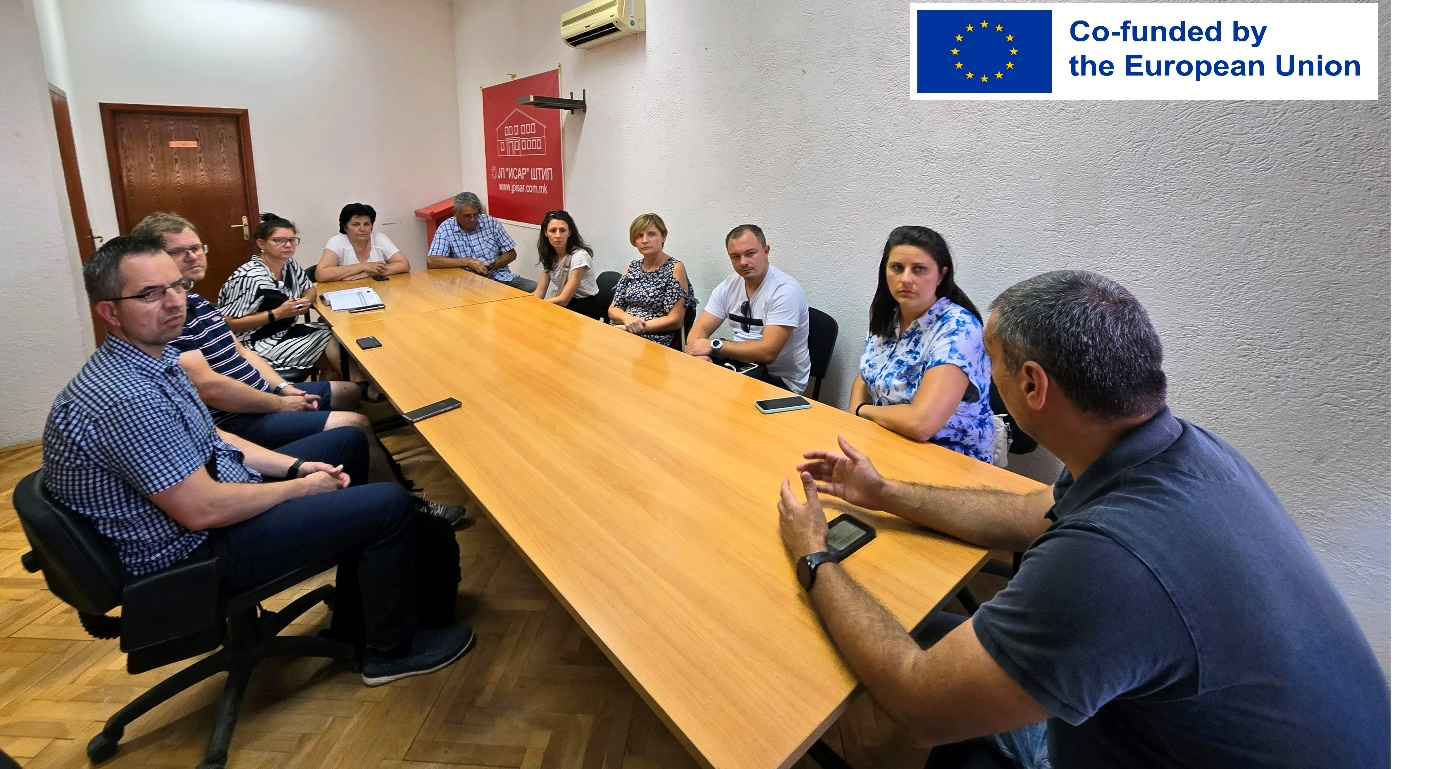 Co-funded by
the European Union
ЈП "ИСАР" ШТИП
www.jpisar.com.mk